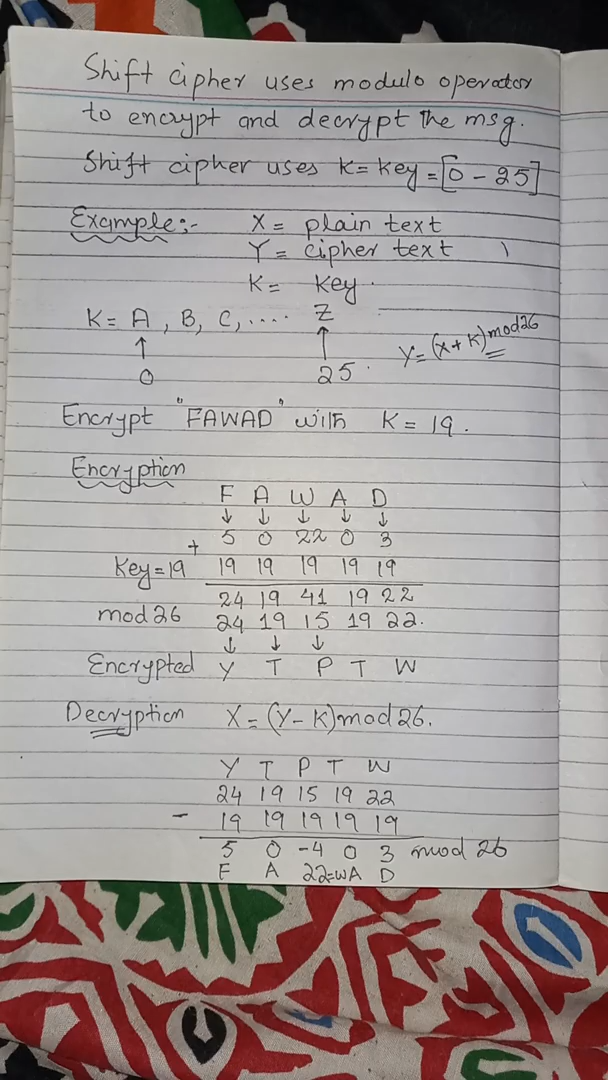 Shift cipher uses modulo operator
to encrypt and decrypt the msg.
Shift cipher uses K = Key = [0 - 25]
Example:- X = plain text
Y = cipher text
K = Key.
K = A, B, C, .... Z
↑ ↑
0 25.
Y = (X + K) mod 26
Encrypt "FAWAD" with K = 19.
Encryption
F A W A D
↓ ↓ ↓ ↓ ↓
5 0 22 0 3
+
Key = 19 19 19 19 19 19
24 19 41 19 22
mod 26 24 19 15 19 22.
↓ ↓ ↓
Encrypted Y T P T W
Decryption X = (Y - K) mod 26.
Y T P T W
24 19 15 19 22
- 19 19 19 19 19
5 0 -4 0 3 mod 26
F A 22=W A D